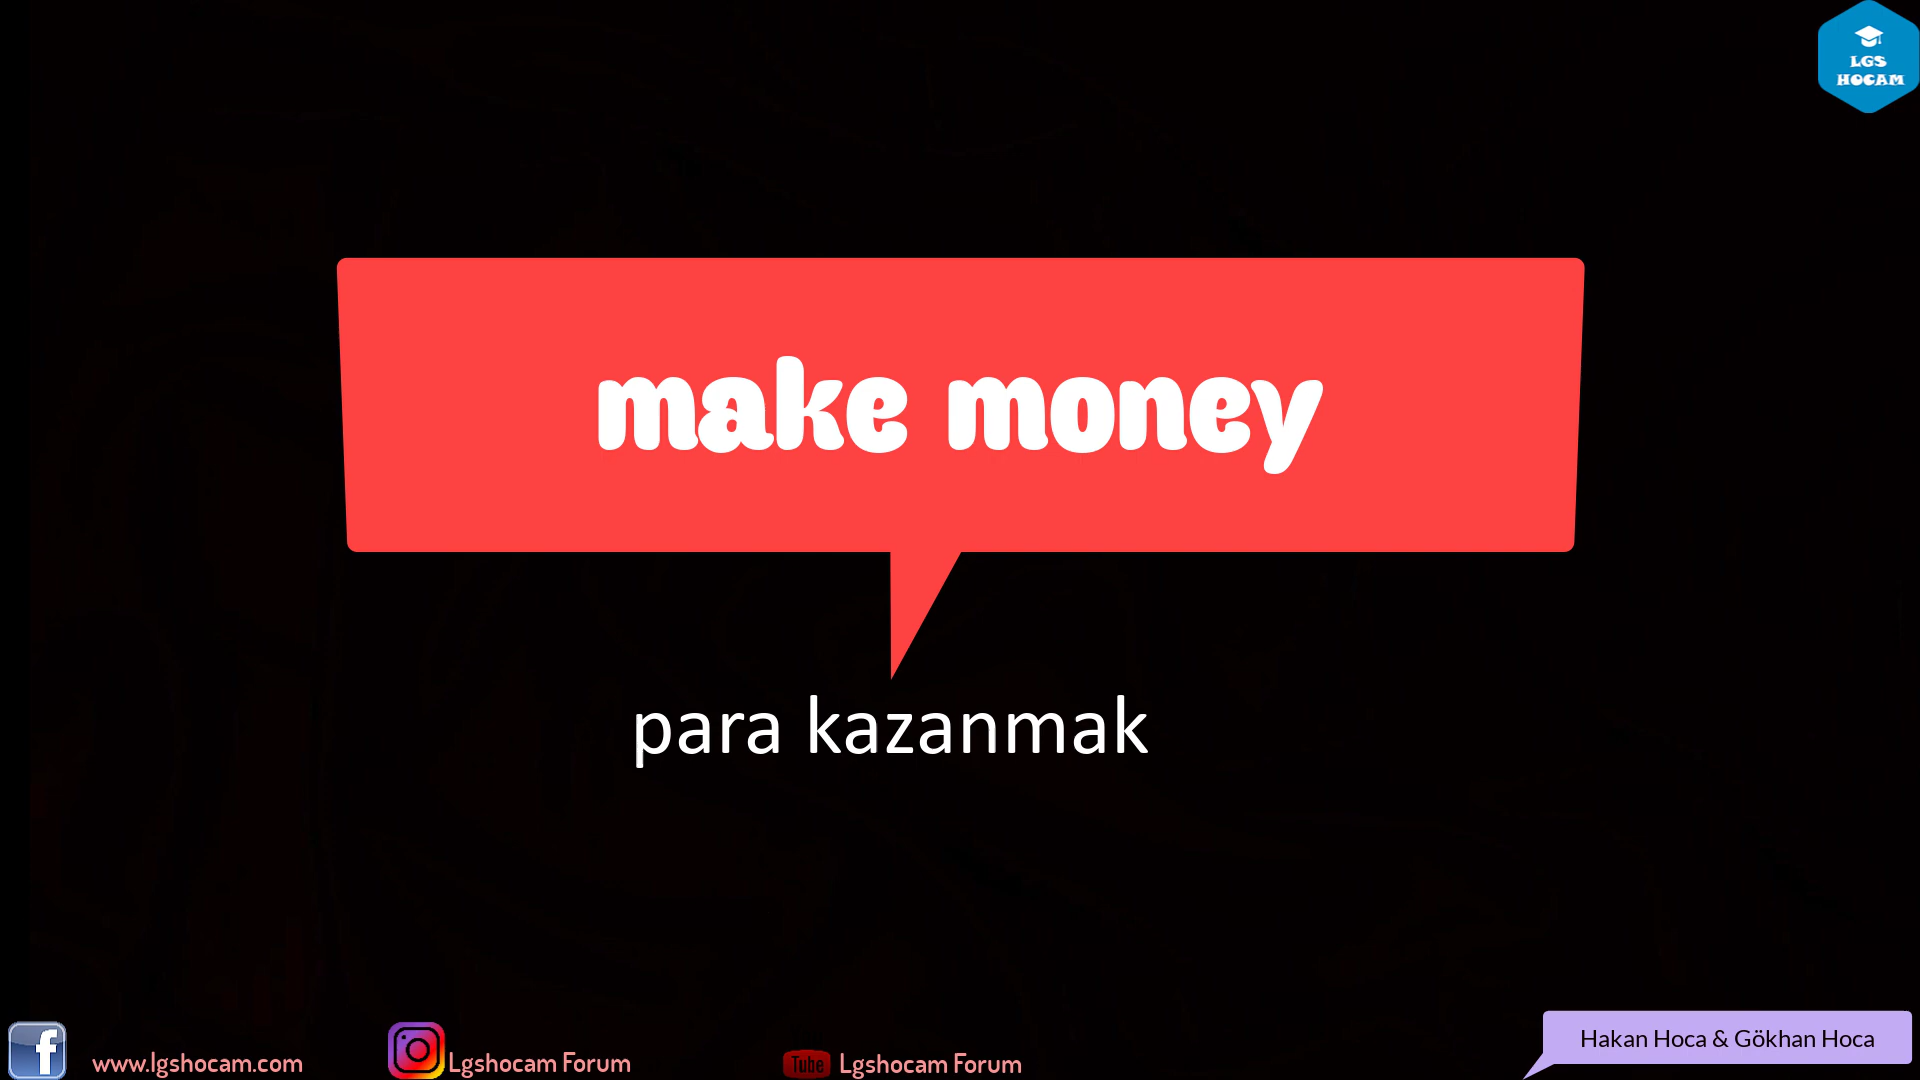 LGS
HOCAM
make money
para kazanmak
www.lgshocam.com
Lgshocam Forum
Tube Lgshocam Forum
Hakan Hoca & Gökhan Hoca